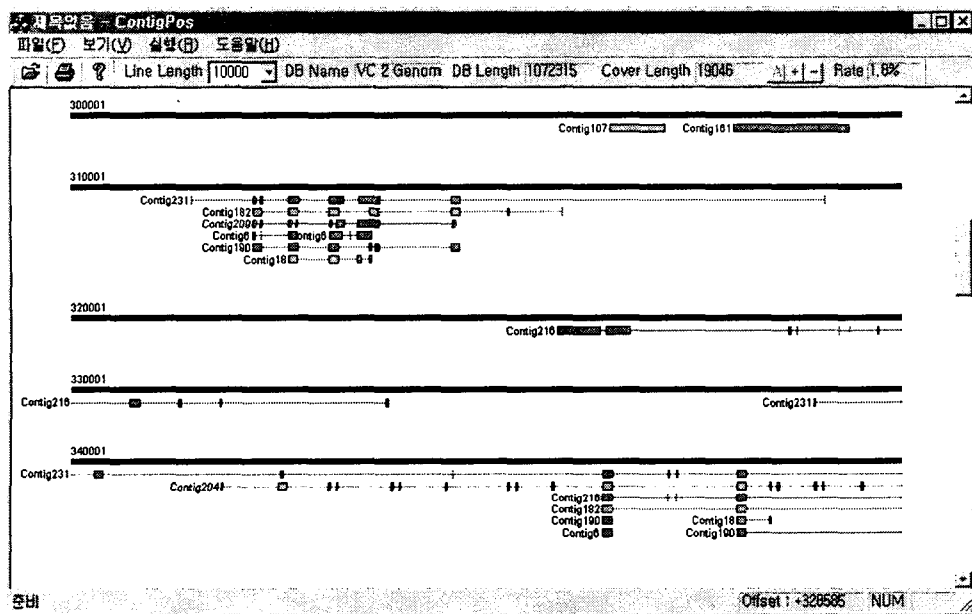 제목없음 - ContigPos
파일(F) 보기(V) 실행(R) 도움말(H)
Line Length 10000 DB Name VC 2 Genom DB Length 1072315 Cover Length 19046 A + - Rate 1.8%
300001
Contig107 Contig161
310001
Contig231
Contig182
Contig209
Contig6 Contig6
Contig190
Contig18
320001
Contig216
330001
Contig216 Contig231
340001
Contig231
Contig204
Contig216
Contig182
Contig190 Contig18
Contig6 Contig190
준비 Offset : +328585 NUM